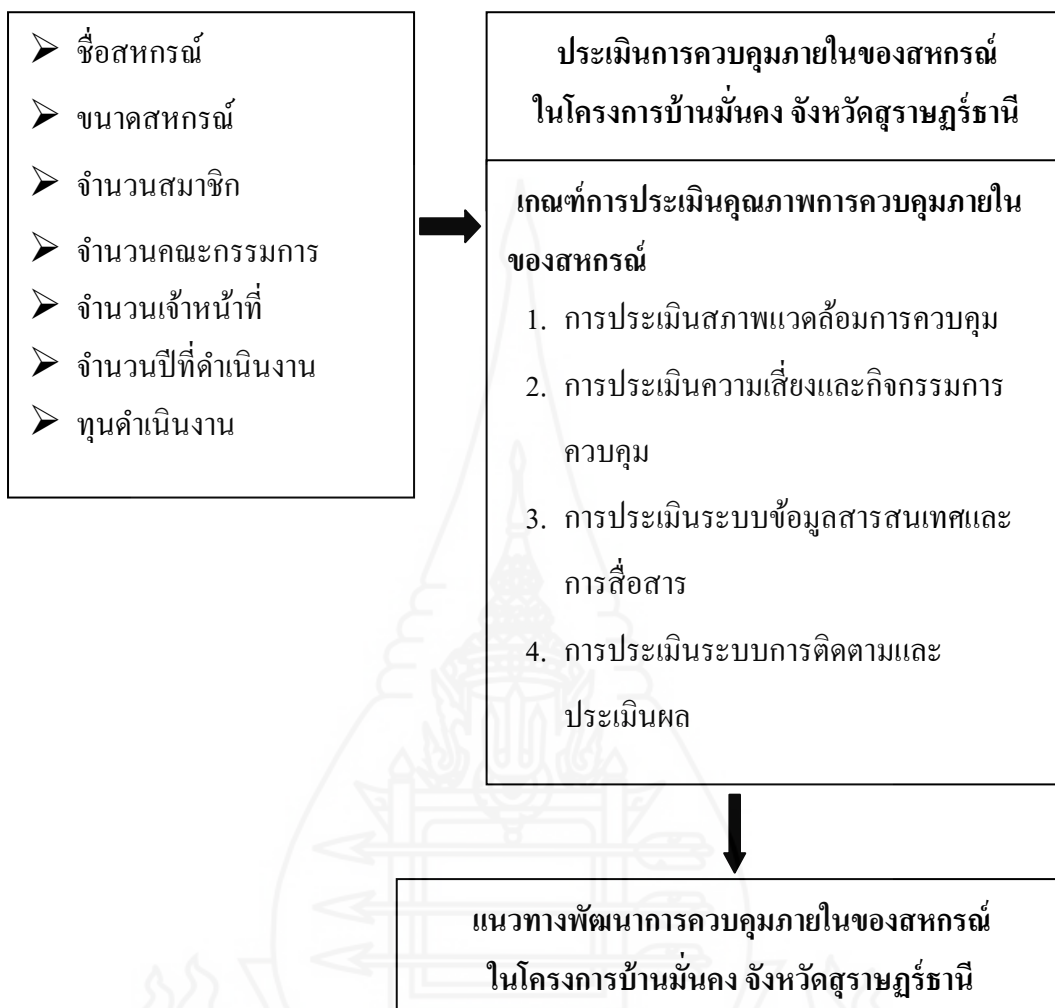 ➢ ชื่อสหกรณ์
➢ ขนาดสหกรณ์
➢ จำนวนสมาชิก
➢ จำนวนคณะกรรมการ
➢ จำนวนเจ้าหน้าที่
➢ จำนวนปีที่ดำเนินงาน
➢ ทุนดำเนินงาน
ประเมินการควบคุมภายในของสหกรณ์
ในโครงการบ้านมั่นคง จังหวัดสุราษฎร์ธานี
เกณฑ์การประเมินคุณภาพการควบคุมภายใน
ของสหกรณ์
1. การประเมินสภาพแวดล้อมการควบคุม
2. การประเมินความเสี่ยงและกิจกรรมการ
ควบคุม
3. การประเมินระบบข้อมูลสารสนเทศและ
การสื่อสาร
4. การประเมินระบบการติดตามและ
ประเมินผล
แนวทางพัฒนาการควบคุมภายในของสหกรณ์
ในโครงการบ้านมั่นคง จังหวัดสุราษฎร์ธานี